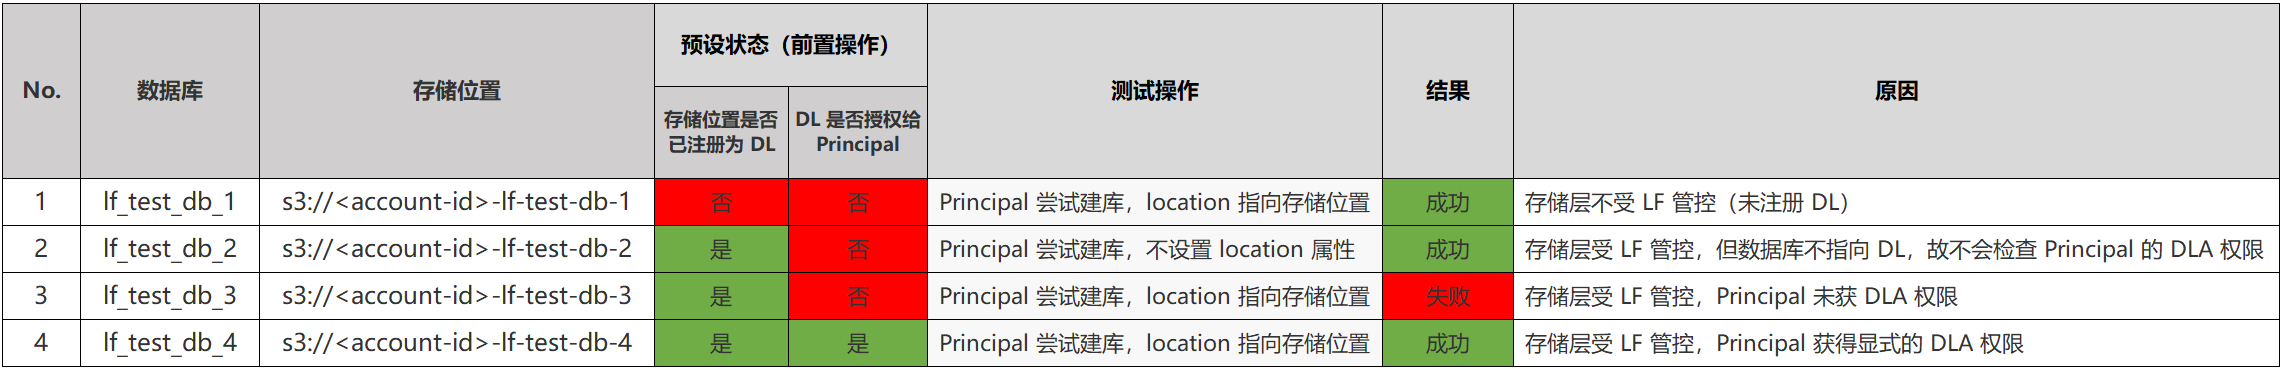 No.
数据库
存储位置
预设状态（前置操作）
存储位置是否
已注册为 DL
DL 是否授权给
Principal
测试操作
结果
原因
1 lf_test_db_1 s3://<account-id>-lf-test-db-1 否 否 Principal 尝试建库，location 指向存储位置 成功 存储层不受 LF 管控（未注册 DL）
2 lf_test_db_2 s3://<account-id>-lf-test-db-2 是 否 Principal 尝试建库，不设置 location 属性 成功 存储层受 LF 管控，但数据库不指向 DL，故不会检查 Principal 的 DLA 权限
3 lf_test_db_3 s3://<account-id>-lf-test-db-3 是 否 Principal 尝试建库，location 指向存储位置 失败 存储层受 LF 管控，Principal 未获 DLA 权限
4 lf_test_db_4 s3://<account-id>-lf-test-db-4 是 是 Principal 尝试建库，location 指向存储位置 成功 存储层受 LF 管控，Principal 获得显式的 DLA 权限